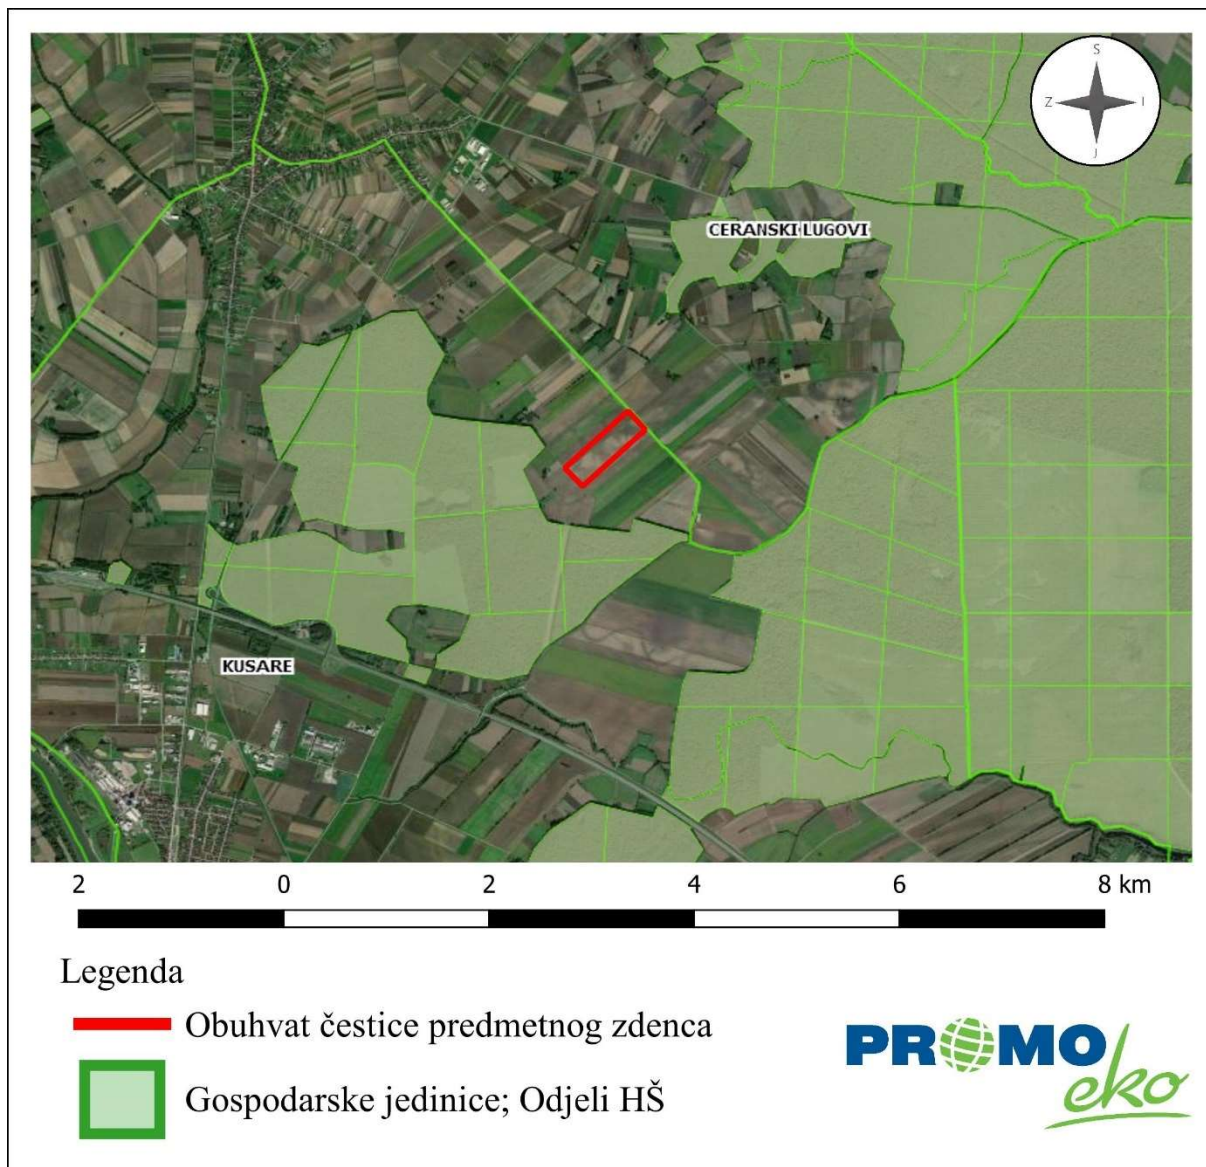 S
Z I
J
CERANSKI LUGOVI
KUSARE
2 0 2 4 6 8 km
Legenda
Obuhvat čestice predmetnog zdenca
Gospodarske jedinice; Odjeli HŠ
PROMO
eko